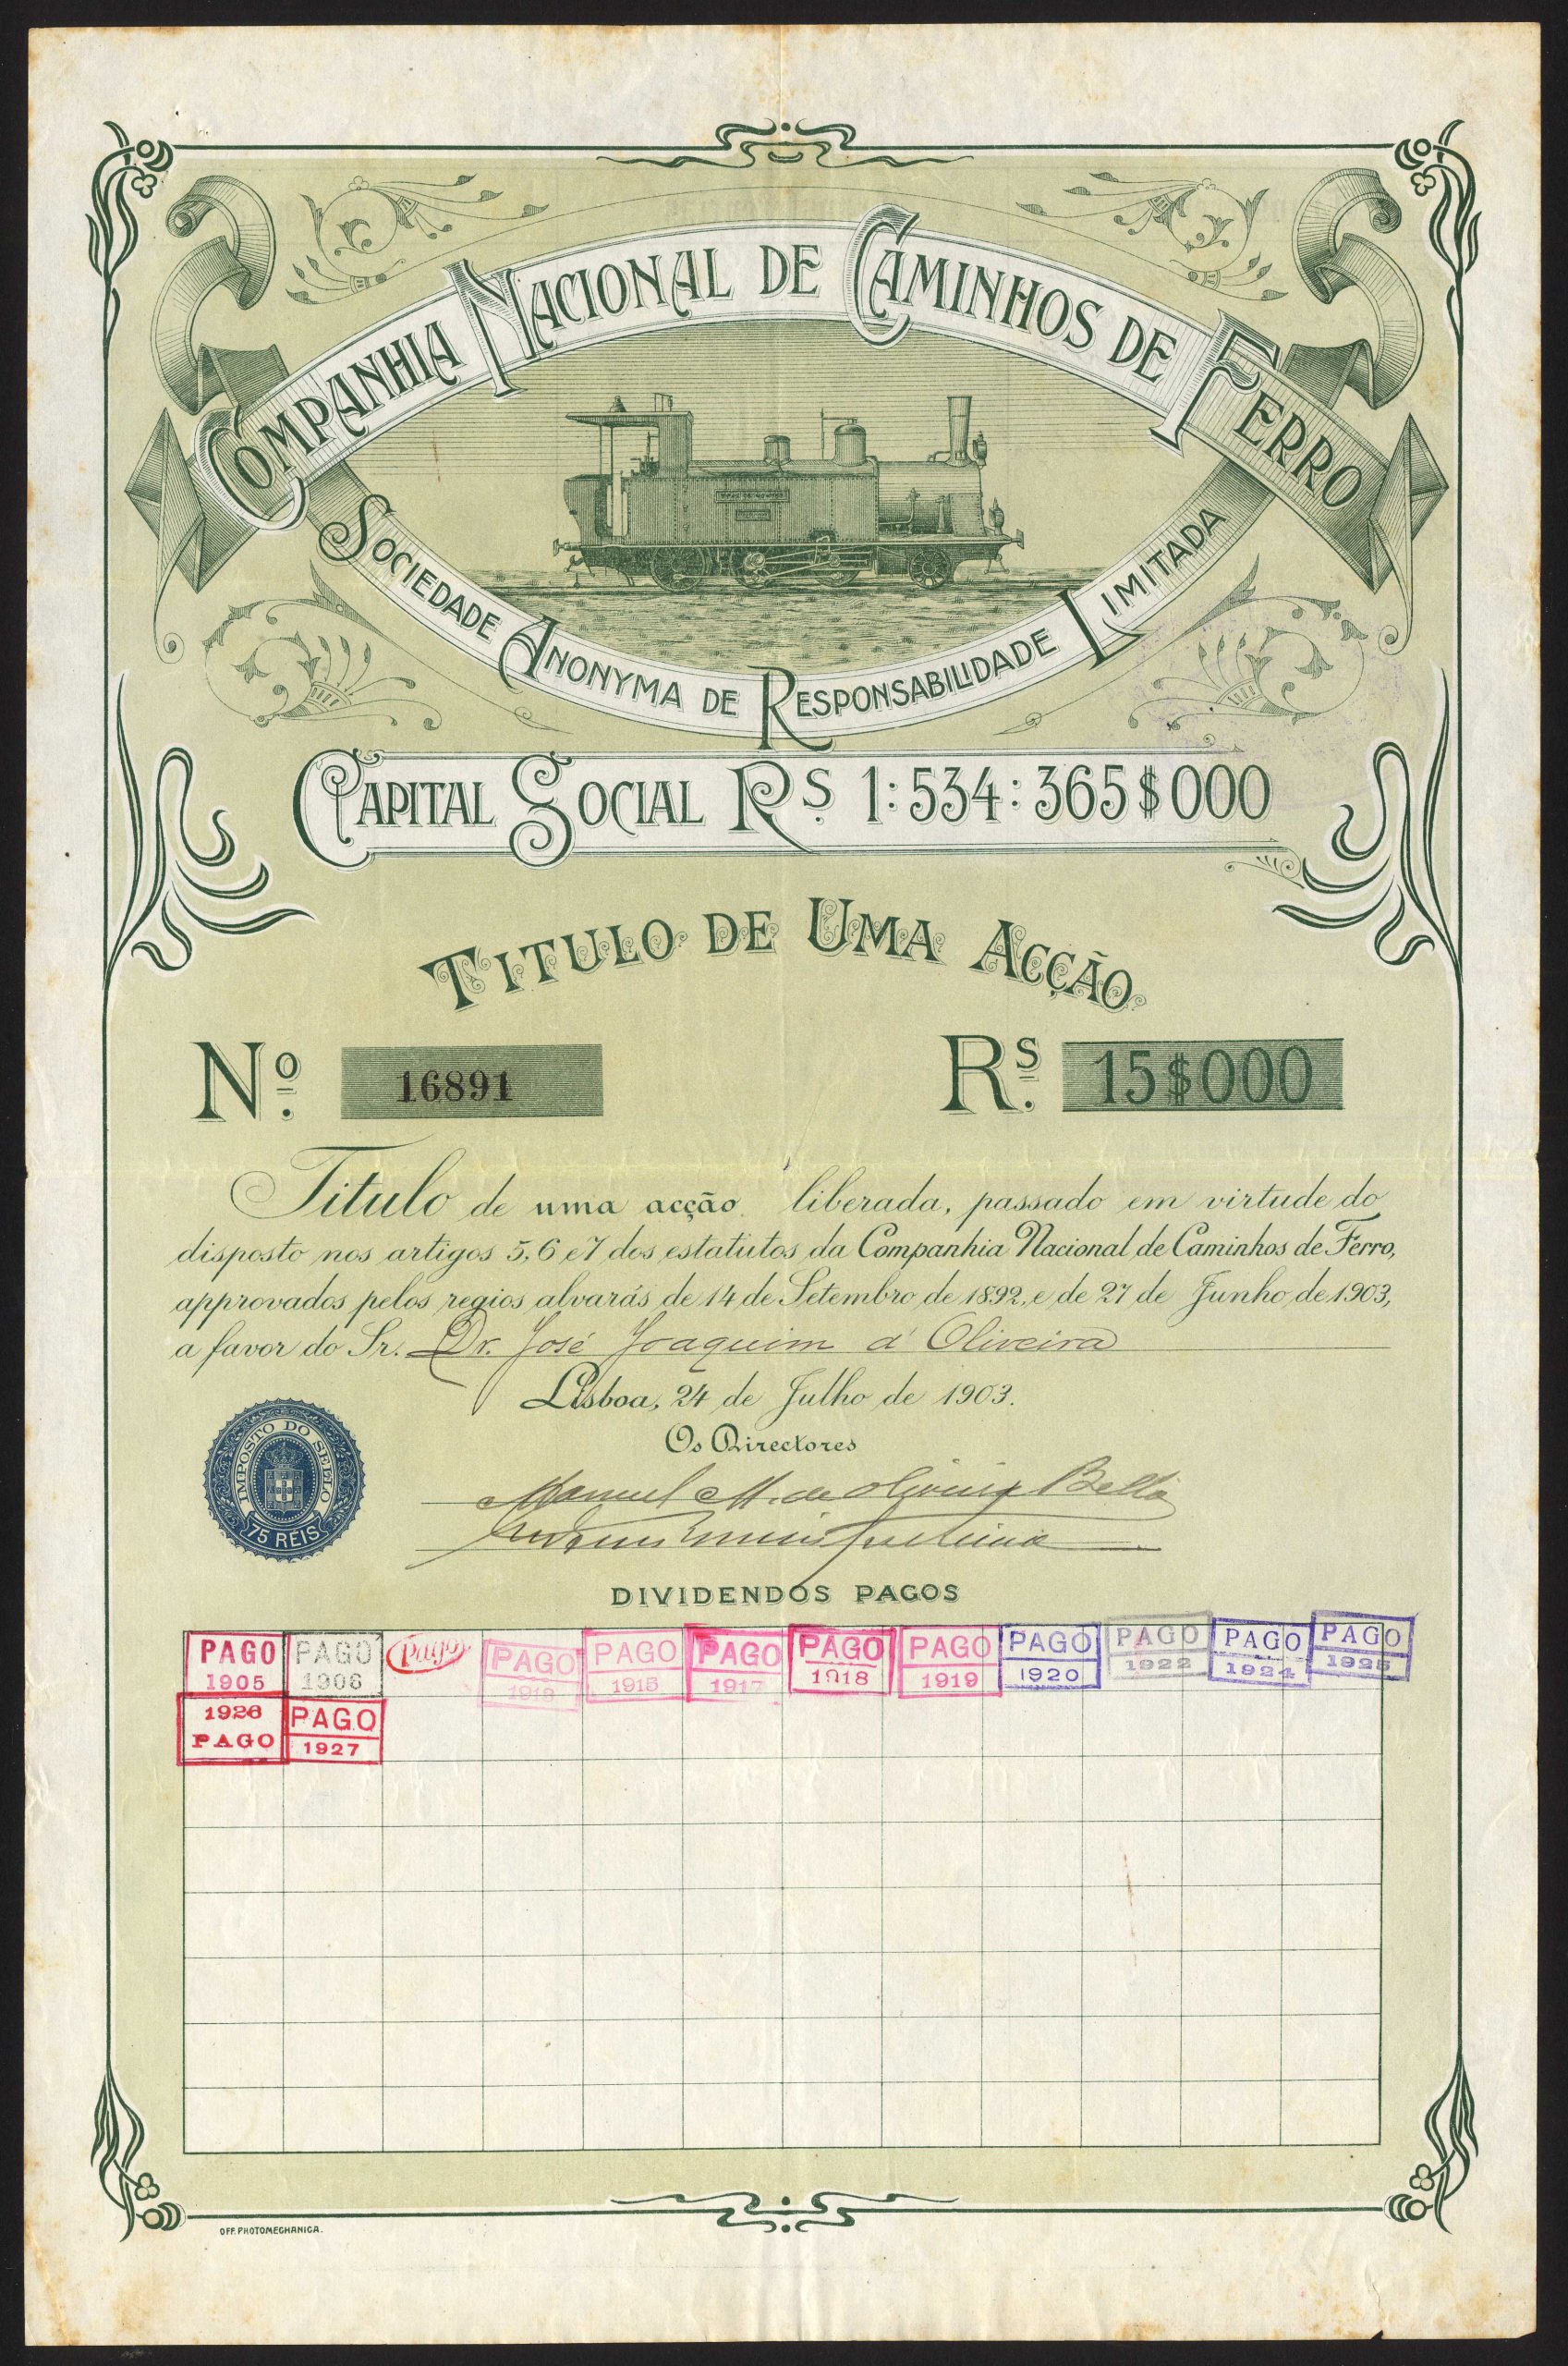 COMPANHIA NACIONAL DE CAMINHOS DE FERRO
SOCIEDADE ANONYMA DE RESPONSABILIDADE LIMITADA
CAPITAL SOCIAL Rs. 1:534:365$000
TITULO DE UMA ACÇÃO
Nº. 16891
Rs. 15$000
Titulo de uma acção liberada, passado em virtude do
disposto nos artigos 5, 6 e 7 dos estatutos da Companhia Nacional de Caminhos de Ferro,
approvados pelos regios alvarás de 14 de Setembro de 1892, e de 27 de Junho de 1903,
a favor do Sr. Dr. José Joaquim d'Oliveira
Lisboa, 24 de Julho de 1903.
Os Directores
IMPOSTO DO SELLO
75 RÉIS
Manuel M. de Oliveira Bello
DIVIDENDOS PAGOS
PAGO 1905
PAGO 1906
Pago
PAGO
PAGO
PAGO 1917
PAGO 1918
PAGO 1919
PAGO 1920
PAGO 1922
PAGO 1924
PAGO 1925
1926 PAGO
PAGO 1927
OFF. PHOTOMECHANICA.